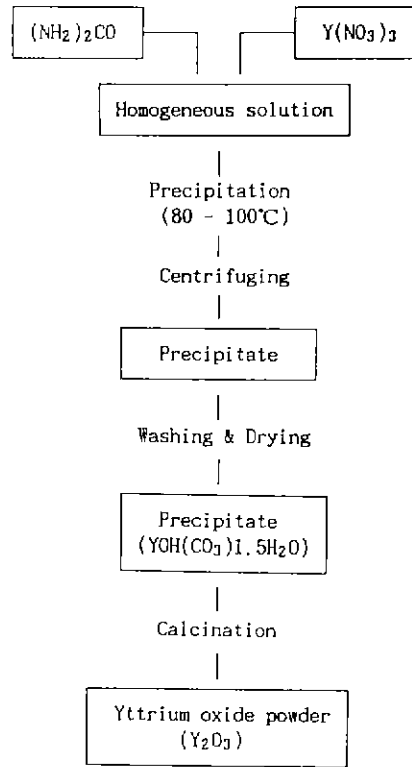 (NH₂)₂CO
Y(NO₃)₃
Homogeneous solution
Precipitation
(80 - 100℃)
Centrifuging
Precipitate
Washing & Drying
Precipitate
(YOH(CO₃)1.5H₂O)
Calcination
Yttrium oxide powder
(Y₂O₃)